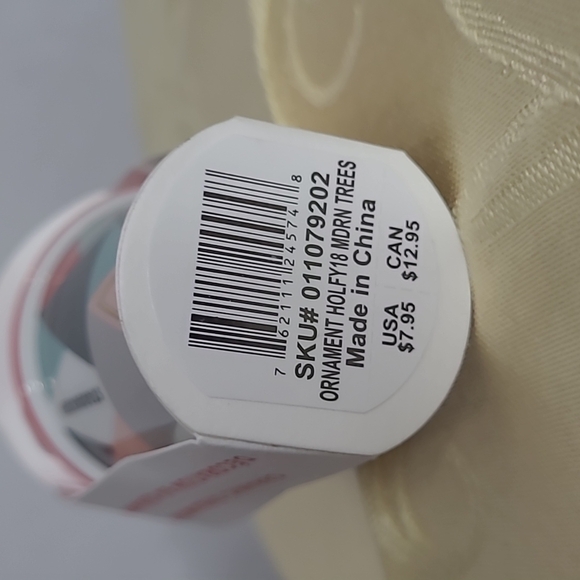 7 62111 24574 8
SKU# 011079202
ORNAMENT HOLFY18 MDRN TREES
Made in China
USA CAN
$7.95 $12.95